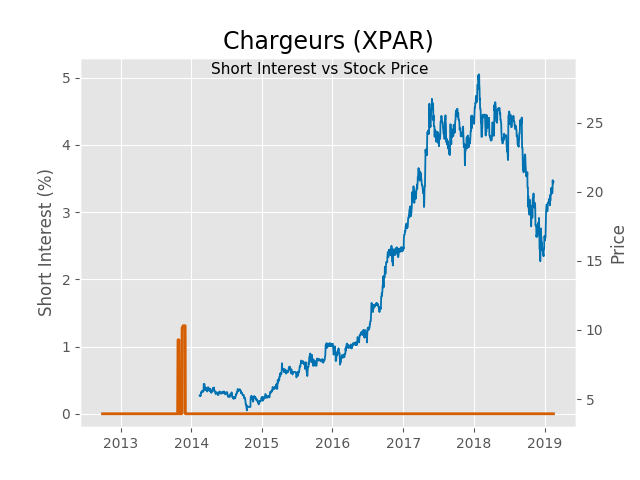 Chargeurs (XPAR)
Short Interest vs Stock Price
Short Interest (%)
5
4
3
2
1
0
25
20
15
10
5
Price
2013 2014 2015 2016 2017 2018 2019